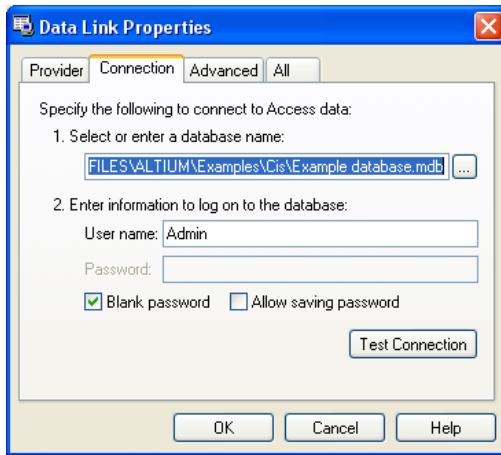 Data Link Properties
Provider Connection Advanced All
Specify the following to connect to Access data:
1. Select or enter a database name:
FILES\ALTIUM\Examples\Cis\Example database.mdb ...
2. Enter information to log on to the database:
User name: Admin
Password:
Blank password Allow saving password
Test Connection
OK Cancel Help